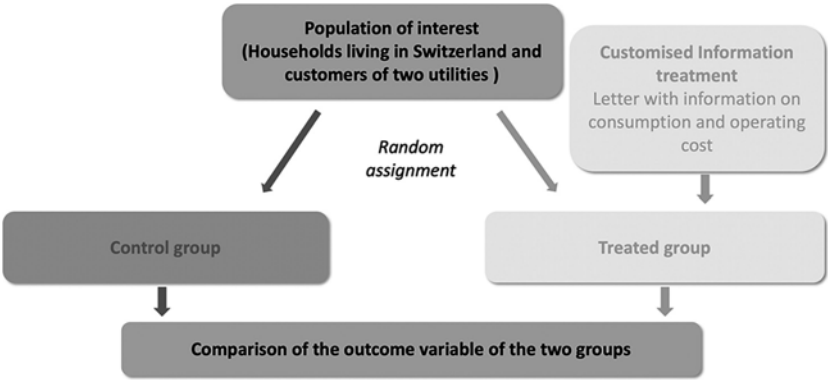 Population of interest
(Households living in Switzerland and
customers of two utilities )
Customised Information
treatment
Letter with information on
consumption and operating
cost
Random
assignment
Control group
Treated group
Comparison of the outcome variable of the two groups